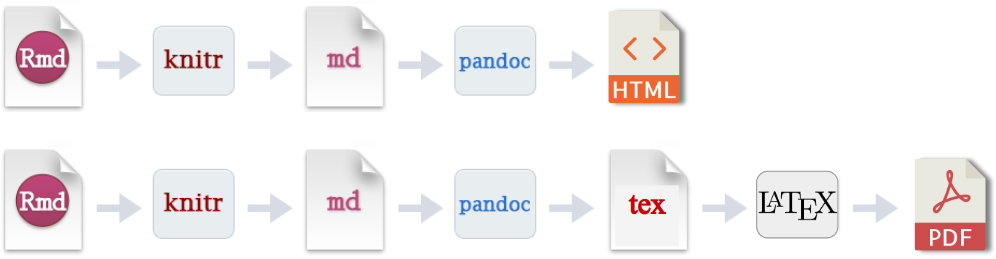 Rmd knitr md pandoc HTML
Rmd knitr md pandoc tex LATEX PDF